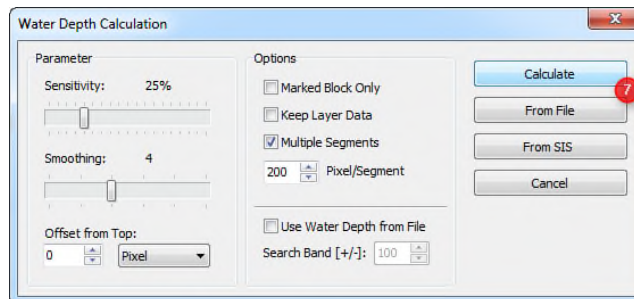 Water Depth Calculation
x
Parameter
Sensitivity: 25%
Smoothing: 4
Offset from Top:
0 Pixel
Options
Marked Block Only
Keep Layer Data
Multiple Segments
200 Pixel/Segment
Use Water Depth from File
Search Band [+/-]: 100
Calculate
7
From File
From SIS
Cancel